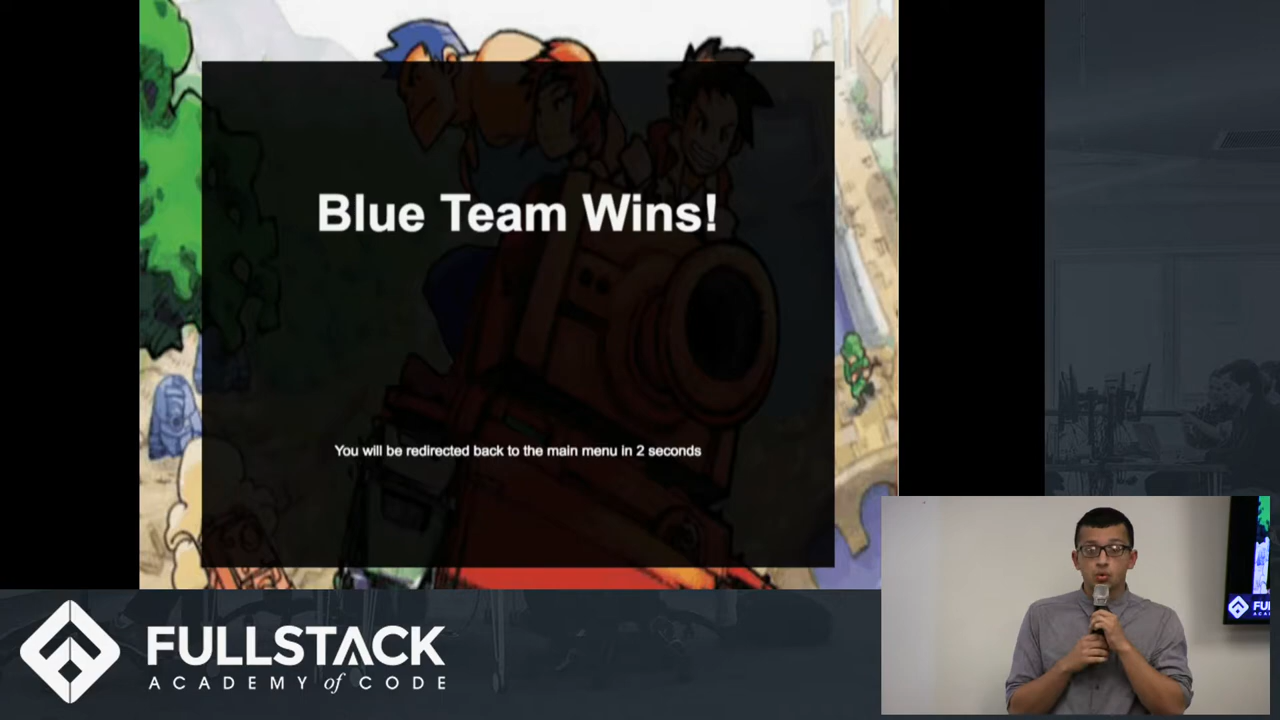 Blue Team Wins!
You will be redirected back to the main menu in 2 seconds
FULLSTACK
ACADEMY of CODE